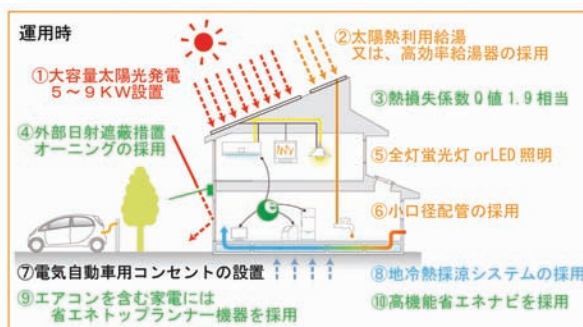 運用時
①大容量太陽光発電
5～9KW設置
②太陽熱利用給湯
又は、高効率給湯器の採用
③熱損失係数Q値1.9相当
④外部日射遮蔽措置
オーニングの採用
⑤全灯蛍光灯orLED照明
⑥小口径配管の採用
⑦電気自動車用コンセントの設置
⑧地冷熱採涼システムの採用
⑨エアコンを含む家電には
省エネトップランナー機器を採用
⑩高機能省エネナビを採用